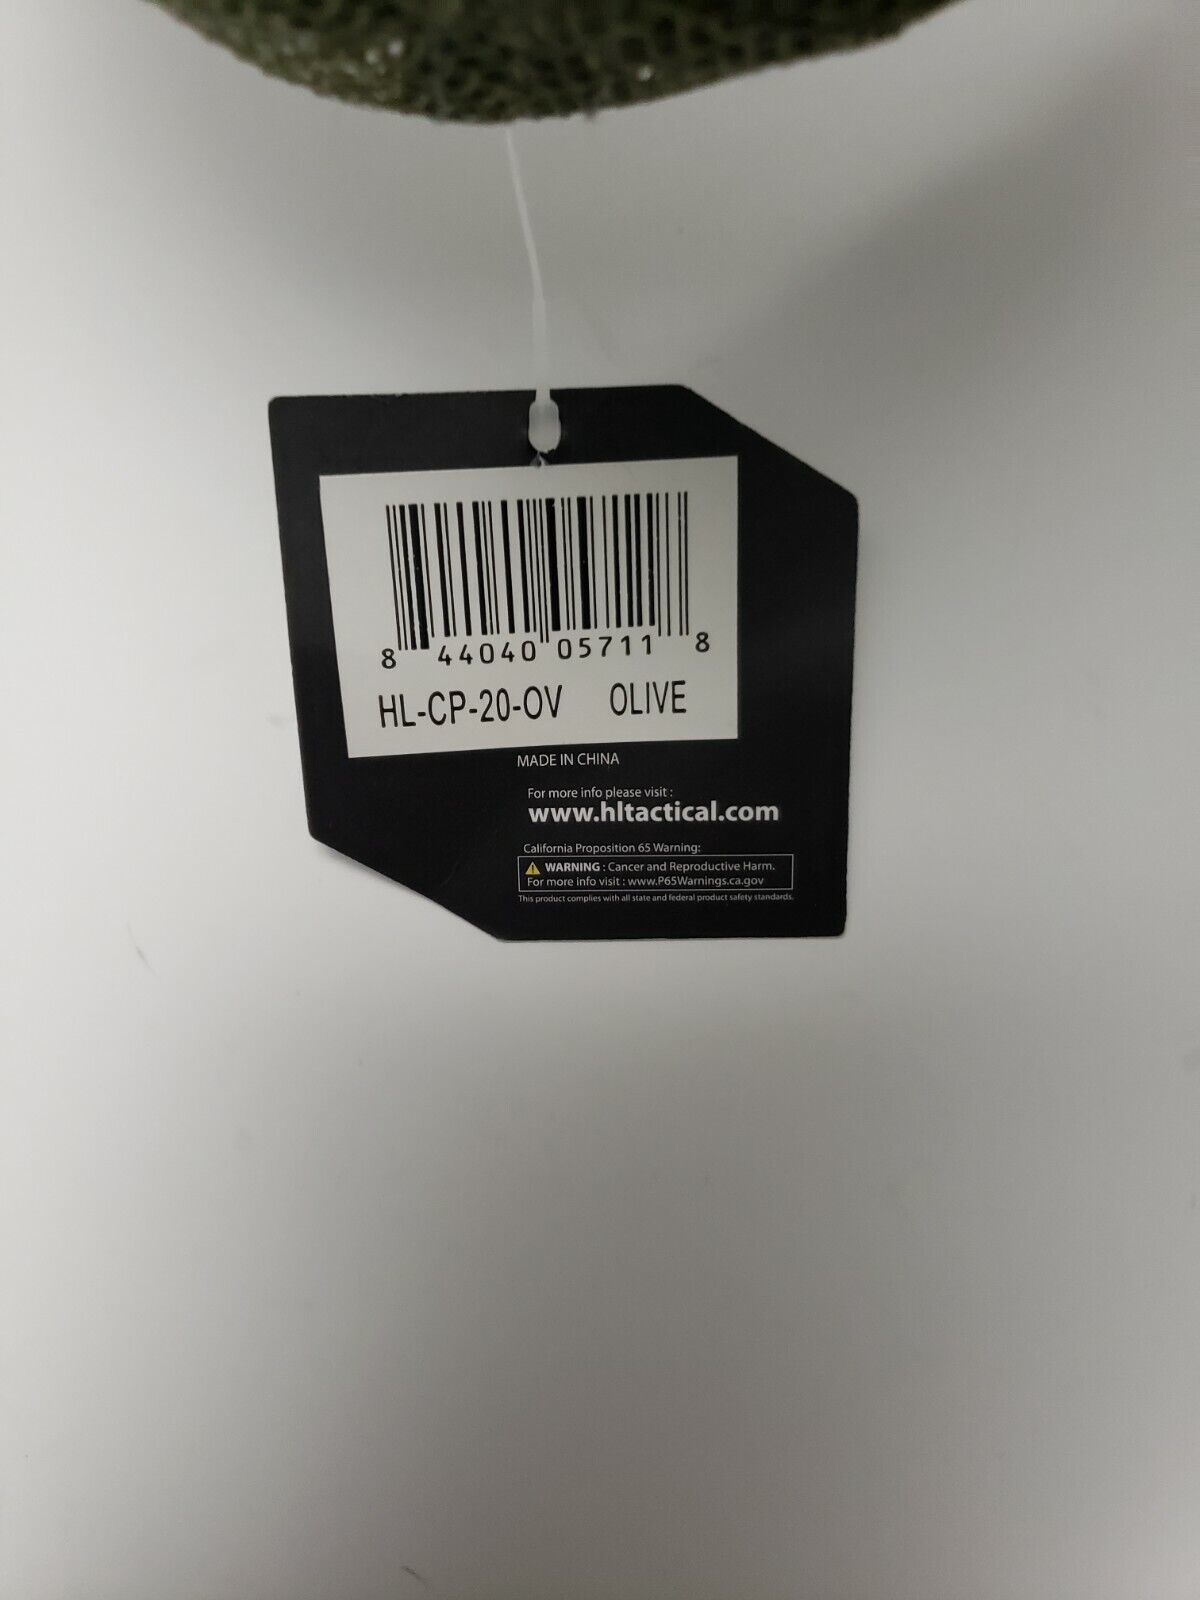 8 44040 05711 8
HL-CP-20-OV OLIVE
MADE IN CHINA
For more info please visit :
www.hltactical.com
California Proposition 65 Warning:
WARNING : Cancer and Reproductive Harm.
For more info visit : www.P65Warnings.ca.gov
This product complies with all state and federal product safety standards.